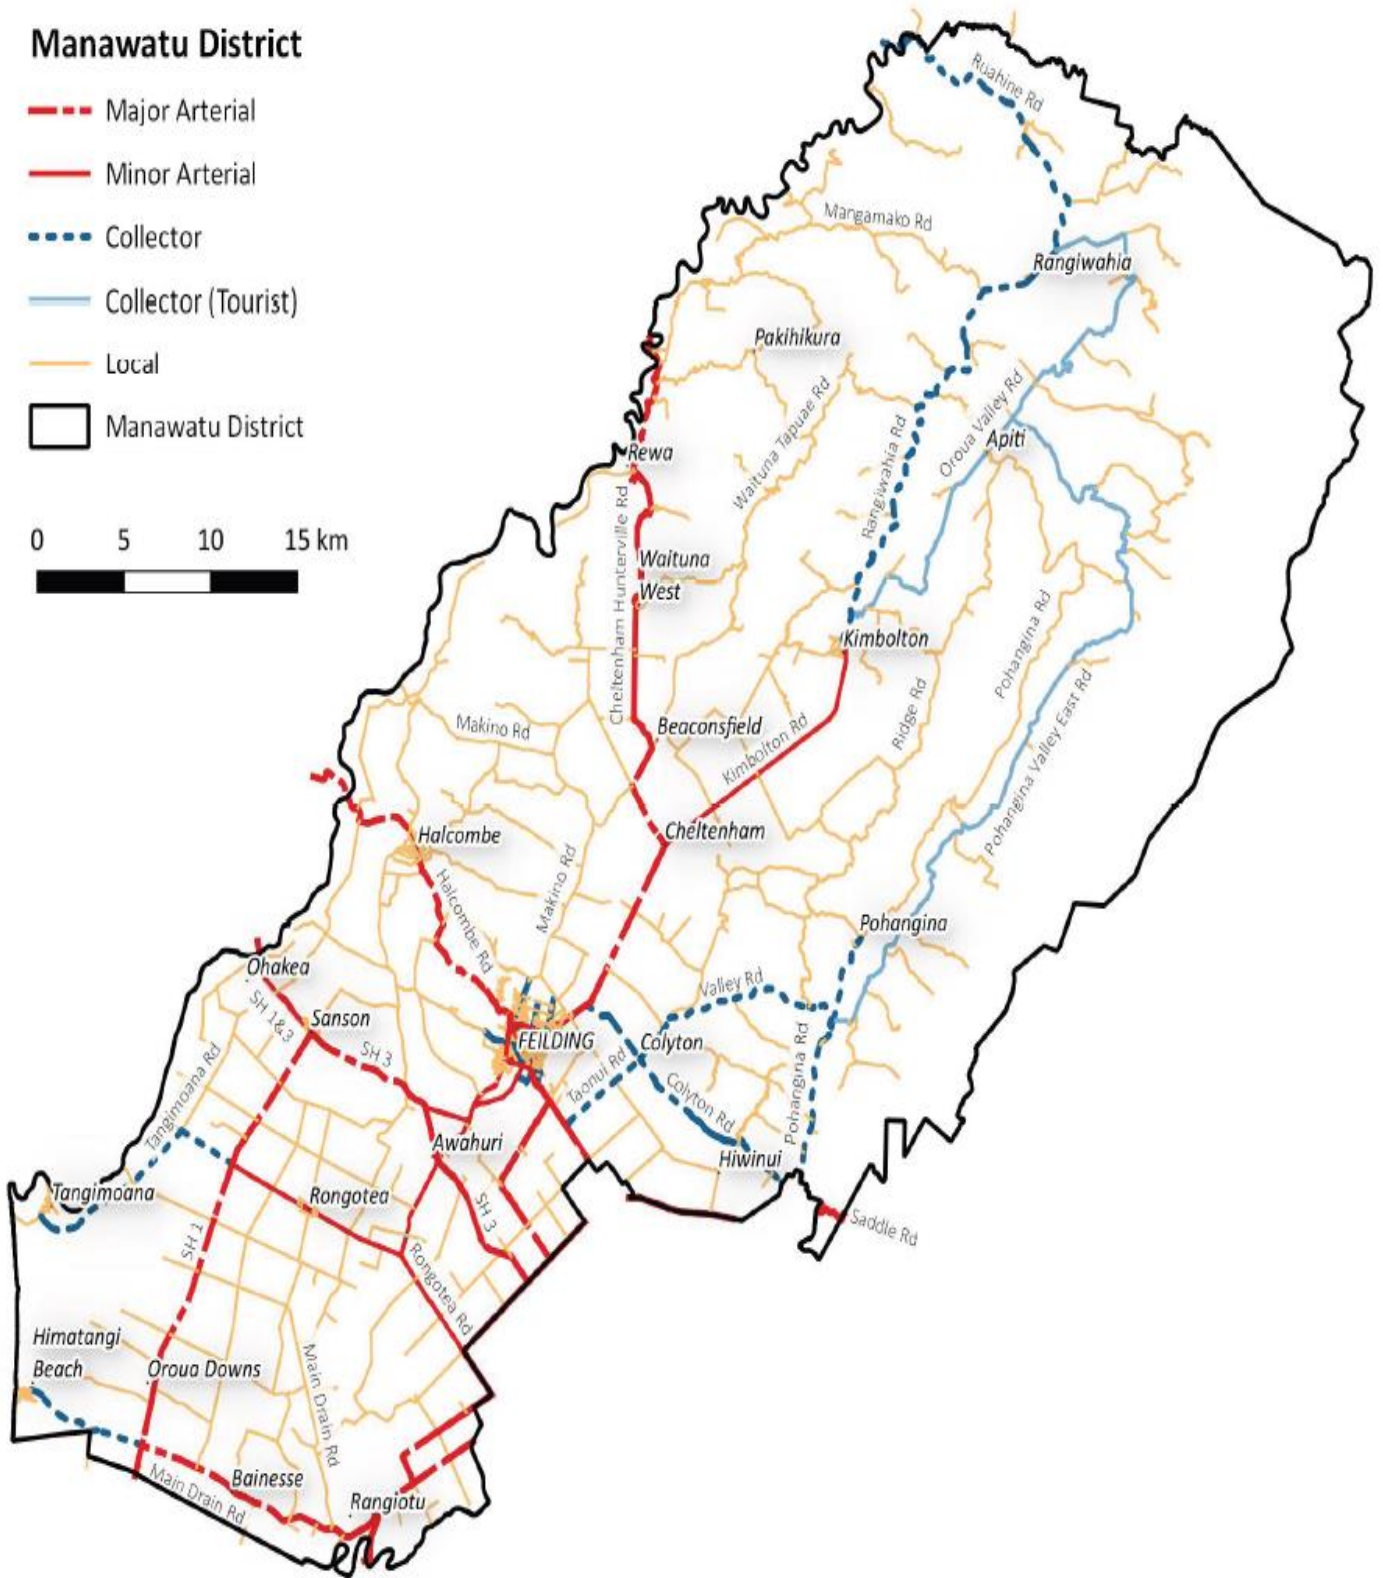 Manawatu District
Major Arterial
Minor Arterial
Collector
Collector (Tourist)
Local
Manawatu District
0 5 10 15 km
Ruahine Rd
Mangamako Rd
Rangiwahia
Pakihikura
Waituna Tapuae Rd
Rangiwahia Rd
Oroua Valley Rd
Apiti
Rewa
Cheltenham Hunterville Rd
Waituna
West
Kimbolton
Pohangina Rd
Ridge Rd
Pohangina Valley East Rd
Makino Rd
Beaconsfield
Kimbolton Rd
Cheltenham
Halcombe
Halcombe Rd
Makino Rd
Pohangina
Ohakea
SH 1&3
Sanson
SH 3
Valley Rd
FEILDING
Colyton
Taonui Rd
Colyton Rd
Pohangina Rd
Tangimoana Rd
Awahuri
Hiwinui
Tangimoana
Rongotea
SH 3
Saddle Rd
SH 1
Rongotea Rd
Himatangi
Beach
Oroua Downs
Main Drain Rd
Bainesse
Main Drain Rd
Rangiotu